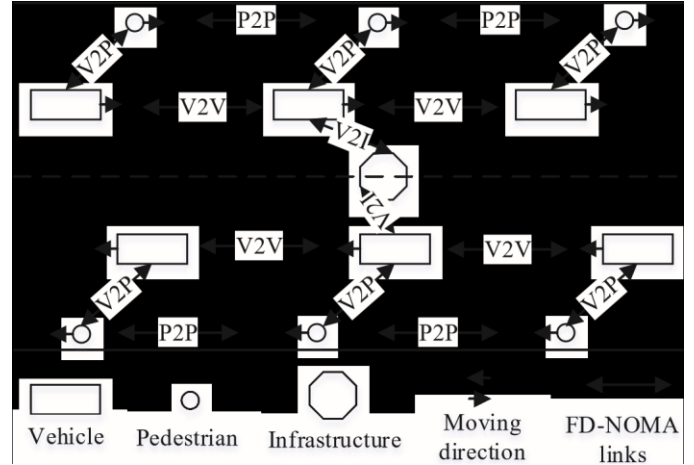 P2P P2P
V2P V2P V2P
V2V V2V
V2I
V2I
V2V V2V
V2P V2P V2P
P2P P2P
Vehicle Pedestrian Infrastructure Moving direction FD-NOMA links